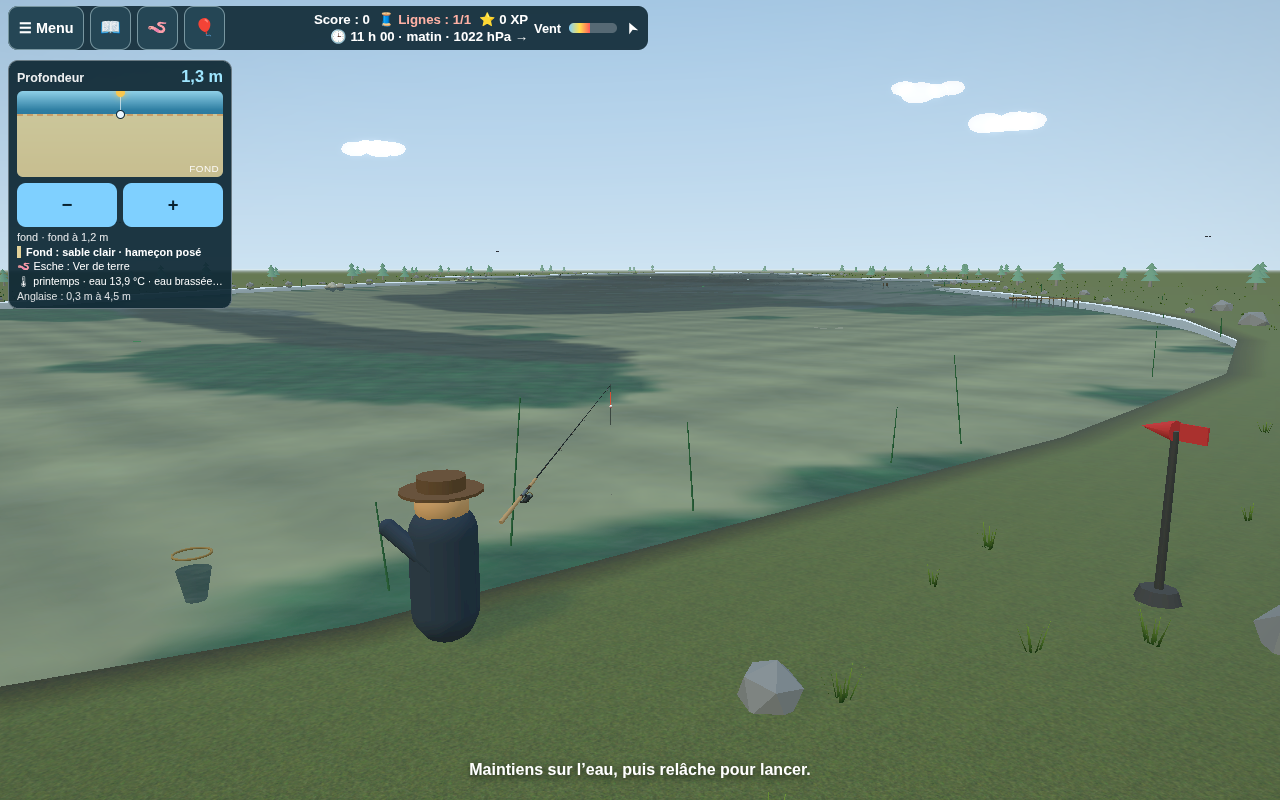 ☰ Menu
Score : 0 Lignes : 1/1 0 XP
11 h 00 · matin · 1022 hPa →
Vent
Profondeur 1,3 m
FOND
− +
fond · fond à 1,2 m
Fond : sable clair · hameçon posé
Esche : Ver de terre
printemps · eau 13,9 °C · eau brassée…
Anglaise : 0,3 m à 4,5 m
Maintiens sur l’eau, puis relâche pour lancer.